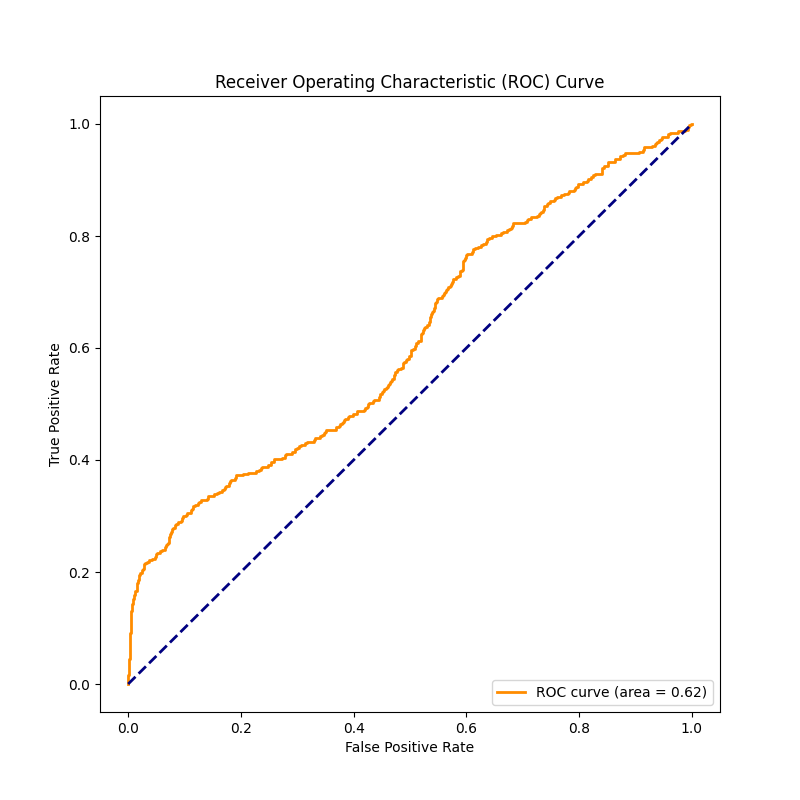 Receiver Operating Characteristic (ROC) Curve
True Positive Rate
1.0
0.8
0.6
0.4
0.2
0.0
ROC curve (area = 0.62)
0.0 0.2 0.4 0.6 0.8 1.0
False Positive Rate